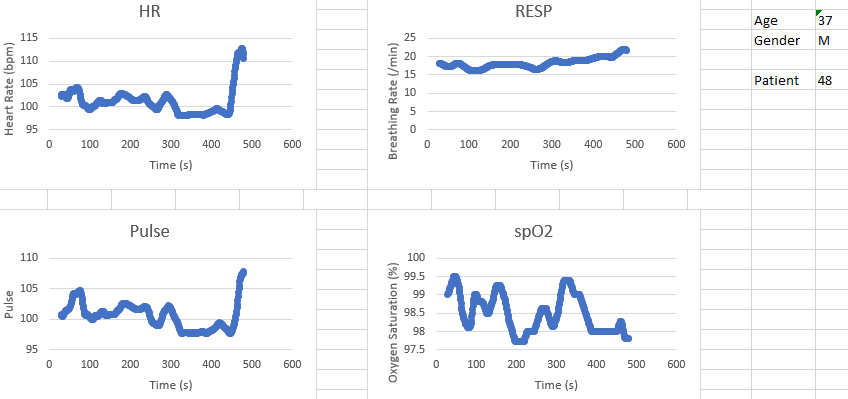 HR
115
110
105
100
95
Heart Rate (bpm)
0 100 200 300 400 500 600
Time (s)
RESP
25
20
15
10
5
0
Breathing Rate (/min)
0 100 200 300 400 500 600
Time (s)
Age 37
Gender M
Patient 48
Pulse
110
105
100
95
Pulse
0 100 200 300 400 500 600
Time (s)
spO2
100
99.5
99
98.5
98
97.5
Oxygen Saturation (%)
0 100 200 300 400 500 600
Time (s)